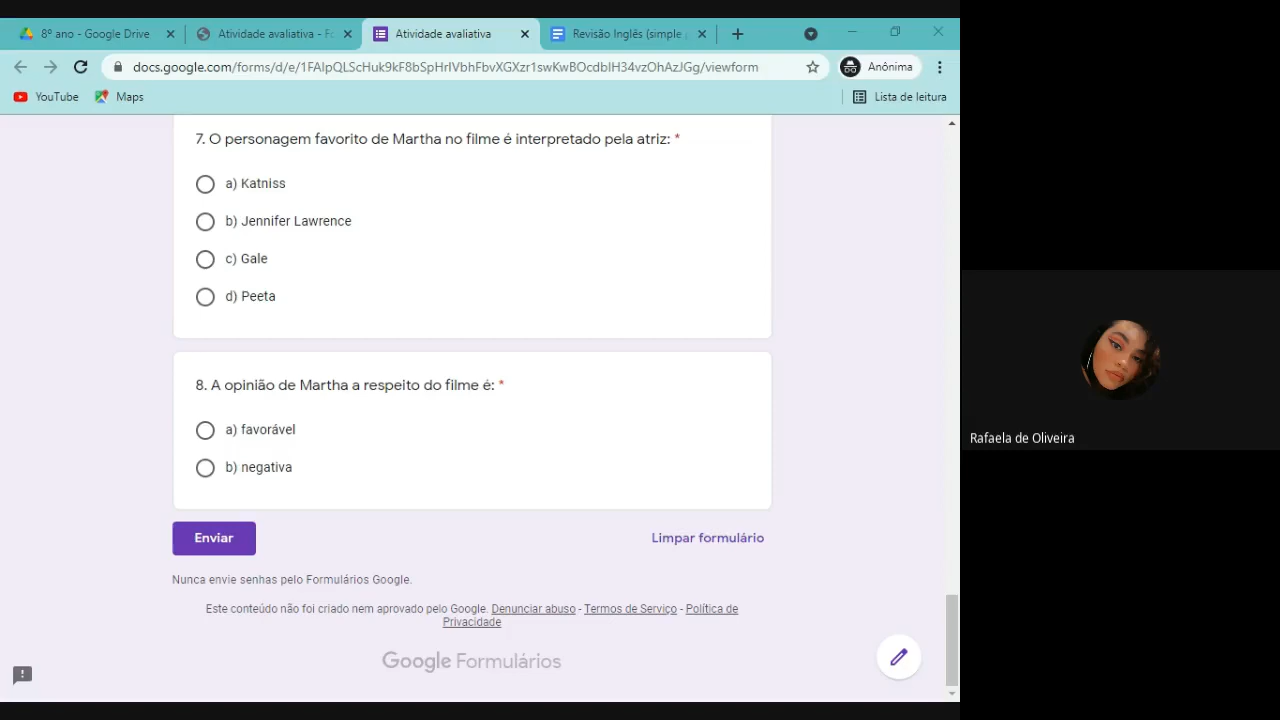 8º ano - Google Drive
Atividade avaliativa - F
Atividade avaliativa
Revisão Inglês (simple
docs.google.com/forms/d/e/1FAIpQLScHuk9kF8bSpHrIVbhFbvXGXzr1swKwBOcdbIH34vzOhAzJGg/viewform
Anônima
YouTube
Maps
Lista de leitura
7. O personagem favorito de Martha no filme é interpretado pela atriz: *
a) Katniss
b) Jennifer Lawrence
c) Gale
d) Peeta
8. A opinião de Martha a respeito do filme é: *
a) favorável
b) negativa
Enviar
Limpar formulário
Nunca envie senhas pelo Formulários Google.
Este conteúdo não foi criado nem aprovado pelo Google. Denunciar abuso - Termos de Serviço - Política de
Privacidade
Google Formulários
Rafaela de Oliveira